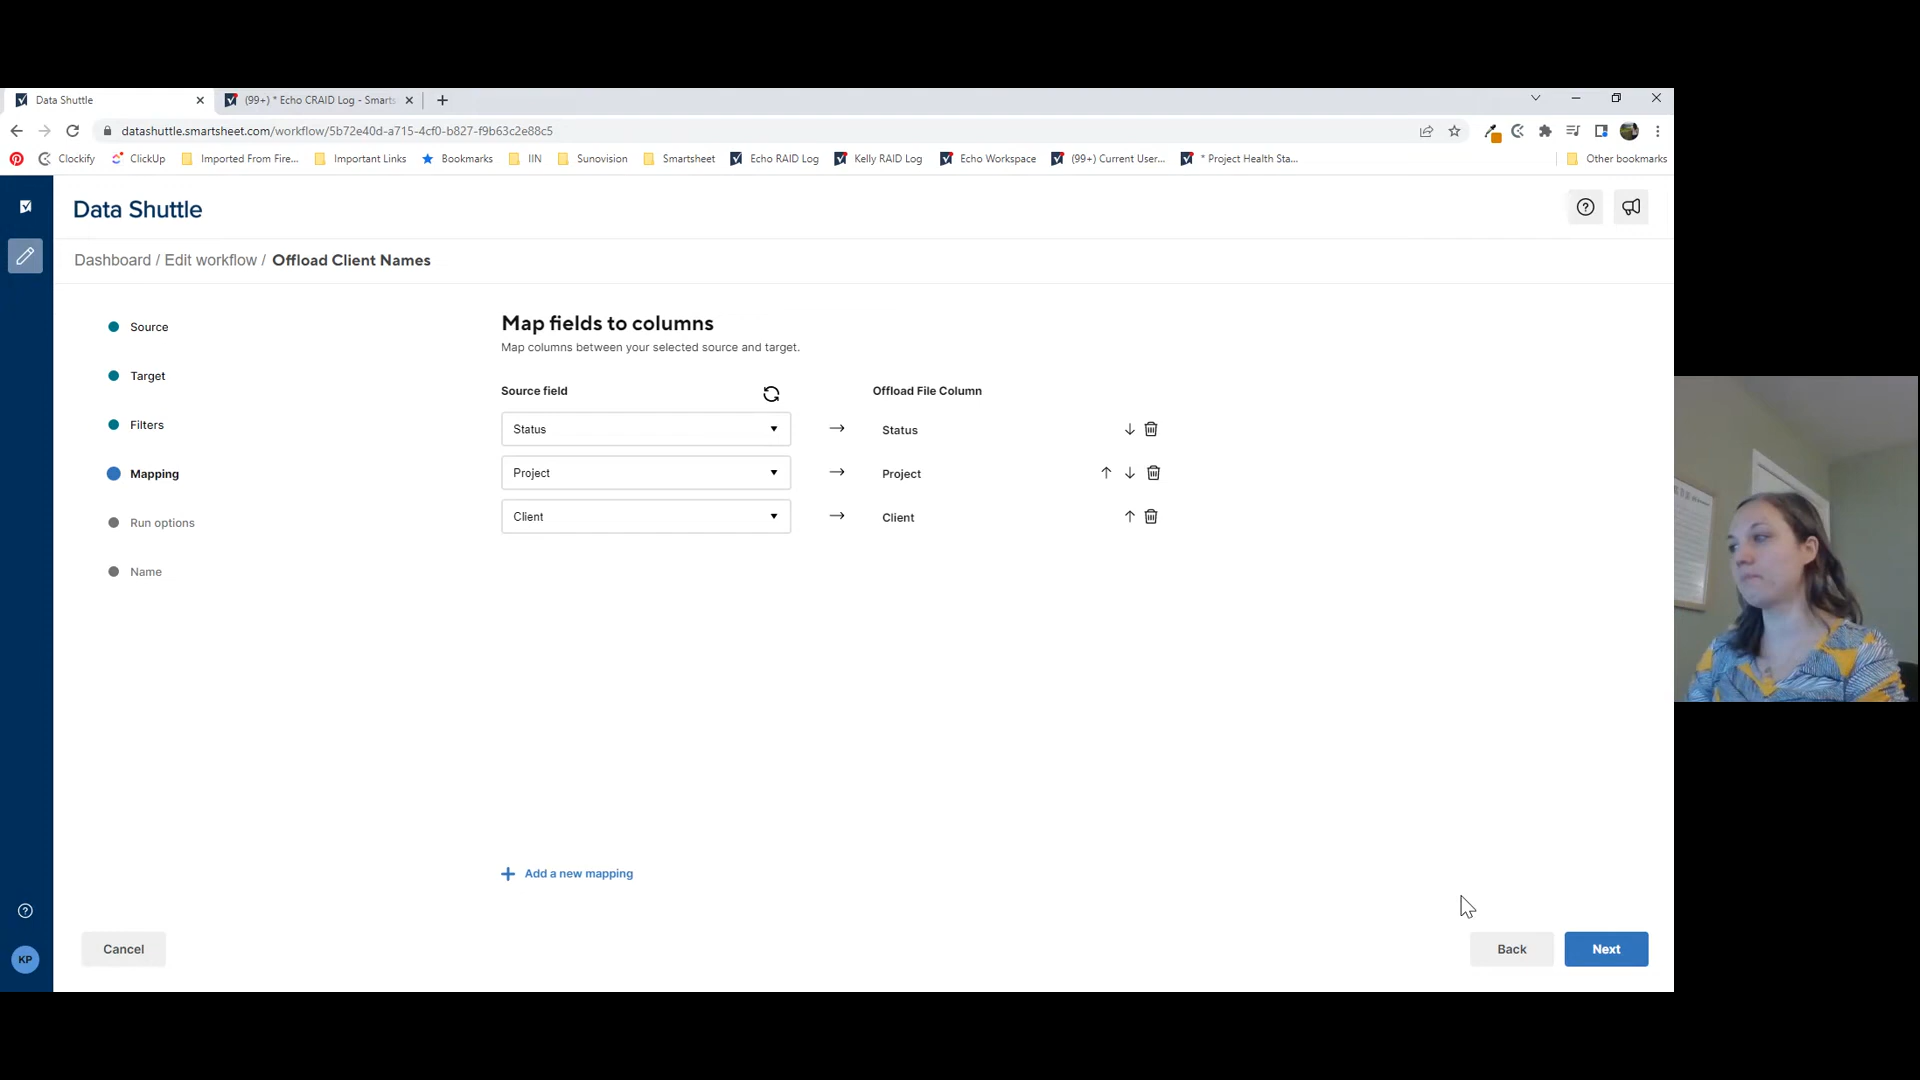 Data Shuttle
(99+) * Echo CRAID Log - Smarts
datashuttle.smartsheet.com/workflow/5b72e40d-a715-4cf0-b827-f9b63c2e88c5
Clockify ClickUp Imported From Fire... Important Links Bookmarks IIN Sunovision Smartsheet Echo RAID Log Kelly RAID Log Echo Workspace (99+) Current User... * Project Health Sta... Other bookmarks
Data Shuttle
Dashboard / Edit workflow / Offload Client Names
Source
Target
Filters
Mapping
Run options
Name
Map fields to columns
Map columns between your selected source and target.
Source field Offload File Column
Status → Status
Project → Project
Client → Client
+ Add a new mapping
KP
Cancel Back Next